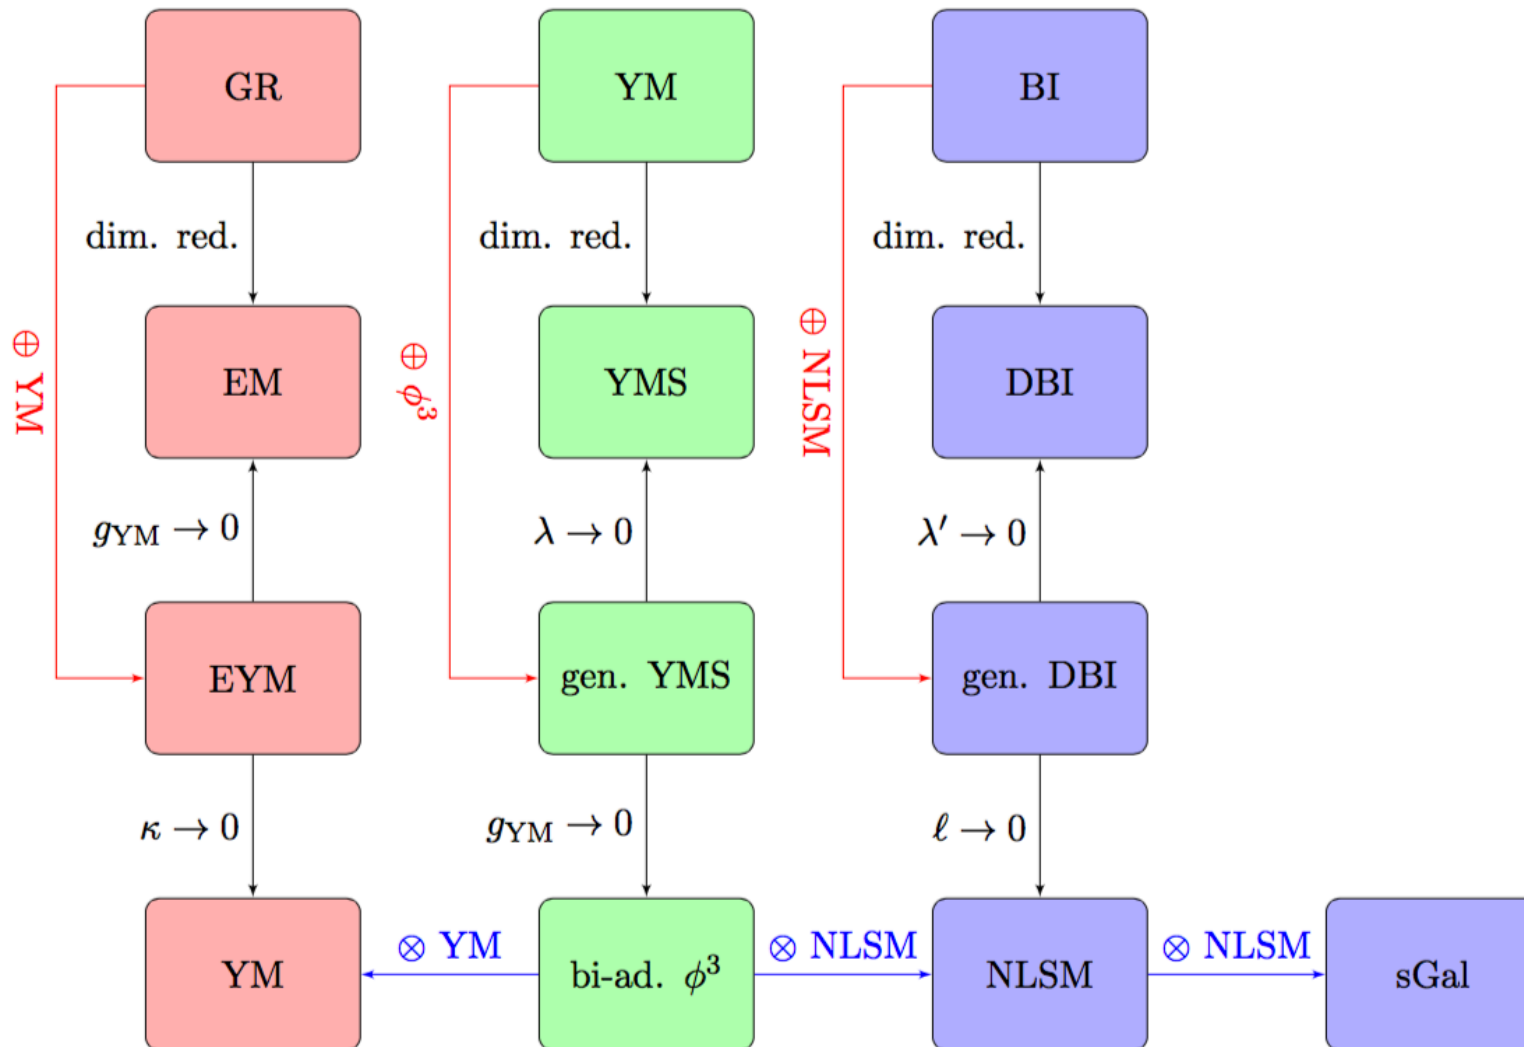 GR
YM
BI
dim. red.
dim. red.
dim. red.
⊕ YM
⊕ ϕ³
⊕ NLSM
EM
YMS
DBI
g_YM → 0
λ → 0
λ′ → 0
EYM
gen. YMS
gen. DBI
κ → 0
g_YM → 0
ℓ → 0
YM
⊗ YM
bi-ad. ϕ³
⊗ NLSM
NLSM
⊗ NLSM
sGal